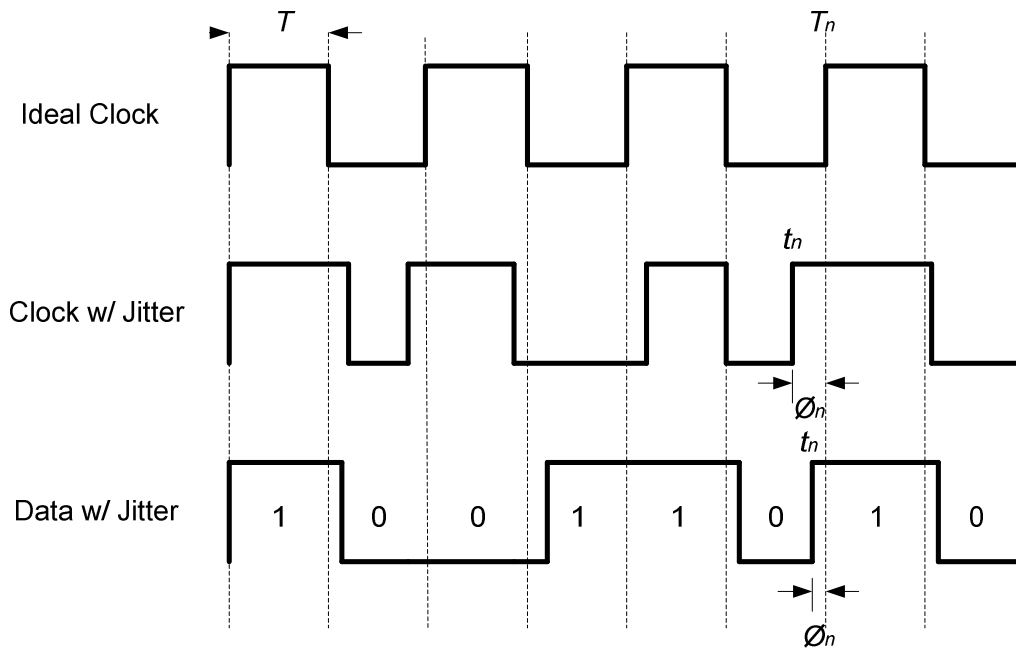 T Tn
Ideal Clock
tn
Clock w/ Jitter
Øn
tn
Data w/ Jitter 1 0 0 1 1 0 1 0
Øn